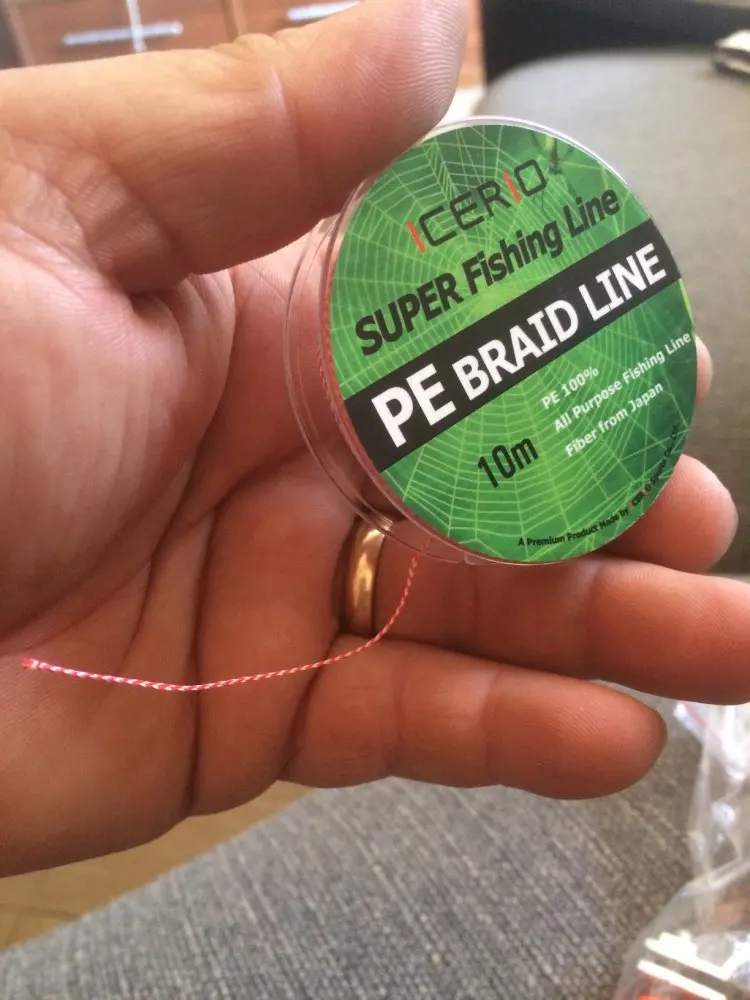 ICERIO
SUPER Fishing Line
PE BRAID LINE
PE 100%
All Purpose Fishing Line
Fiber from Japan
10m
A Premium Product Made by